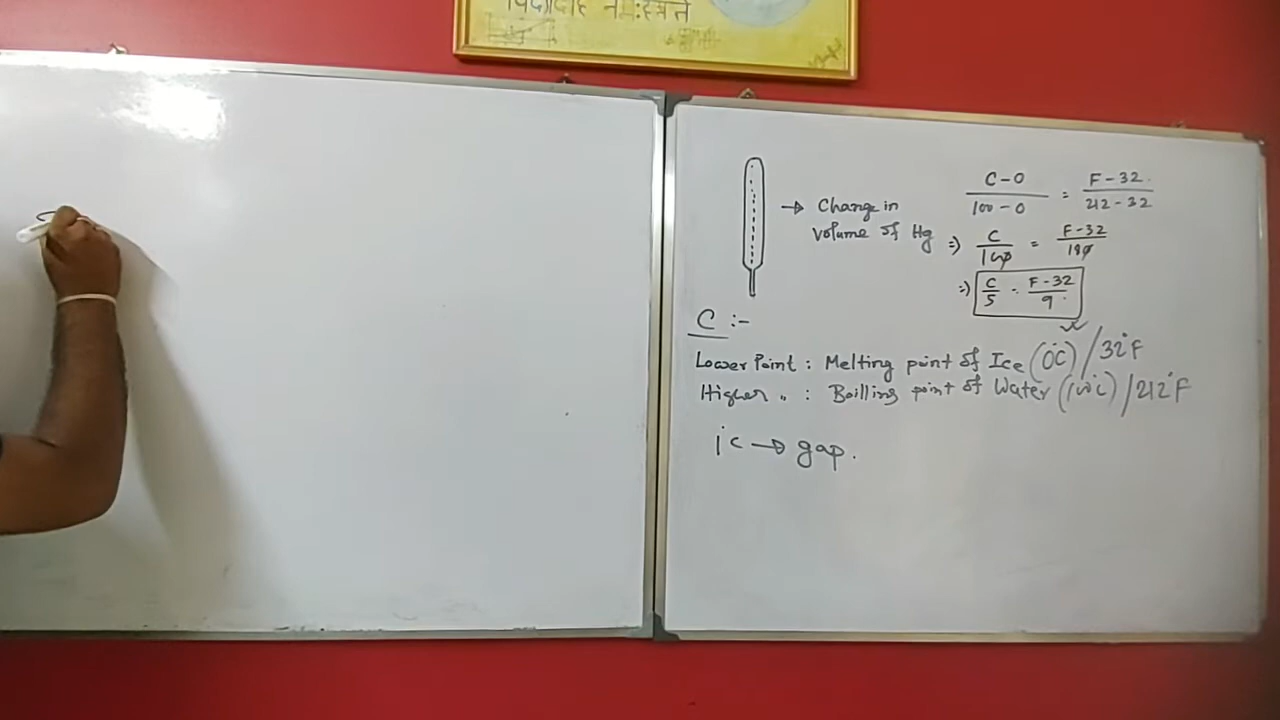 → Change in
volume of Hg
C-0 / 100-0 = F-32 / 212-32
⇒ C/100 = F-32/180
⇒ C/5 = F-32/9
C :-
Lower Point : Melting point of Ice (0°C) / 32°F
Higher " : Boilling point of Water (100°C) / 212°F
1°C → gap.